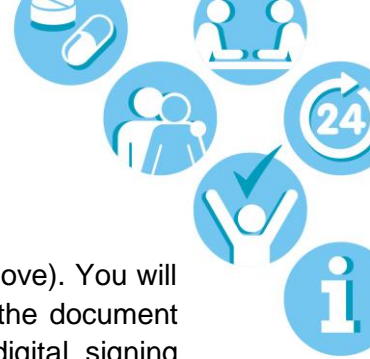 24
i
ove). You will
the document
digital signing